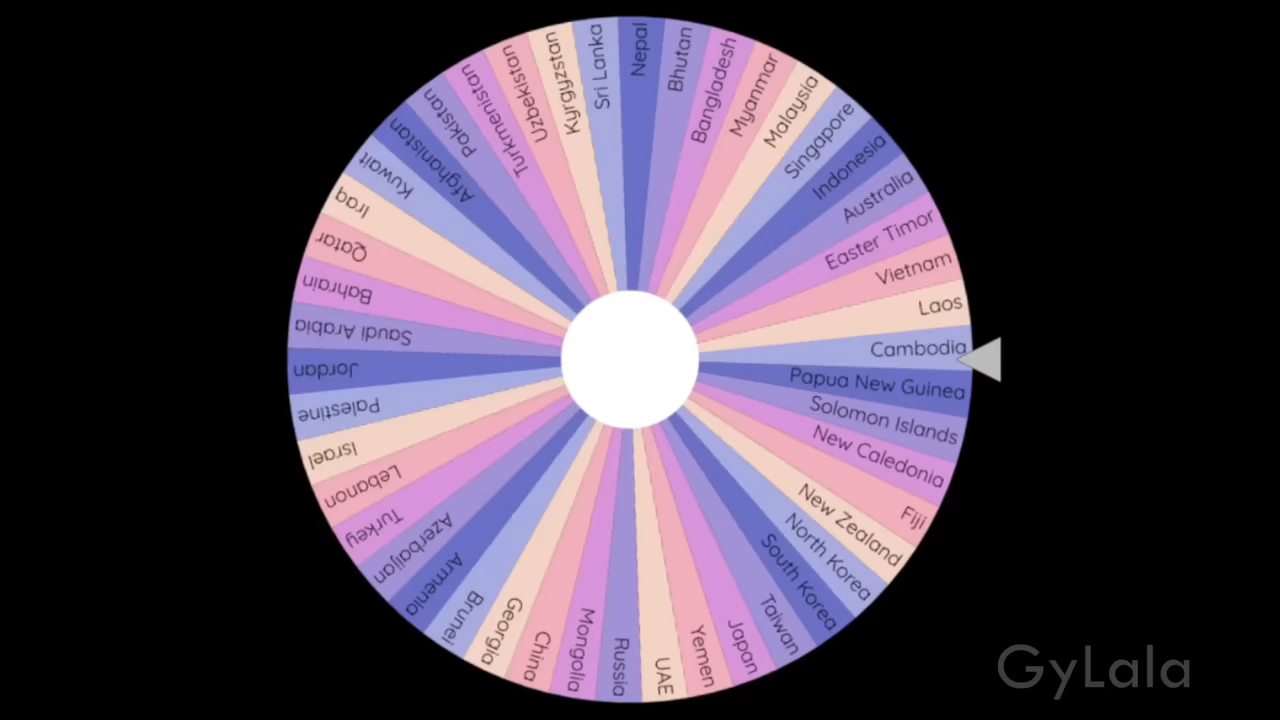 Nepal
Bhutan
Bangladesh
Myanmar
Malaysia
Singapore
Indonesia
Australia
Easter Timor
Vietnam
Laos
Cambodia
Papua New Guinea
Solomon Islands
New Caledonia
Fiji
New Zealand
North Korea
South Korea
Taiwan
Japan
Yemen
UAE
Russia
Mongolia
China
Georgia
Brunei
Armenia
Azerbaijan
Turkey
Lebanon
Israel
Palestine
Jordan
Saudi Arabia
Bahrain
Qatar
Iraq
Kuwait
Afghanistan
Pakistan
Turkmenistan
Uzbekistan
Kyrgyzstan
Sri Lanka
GyLala